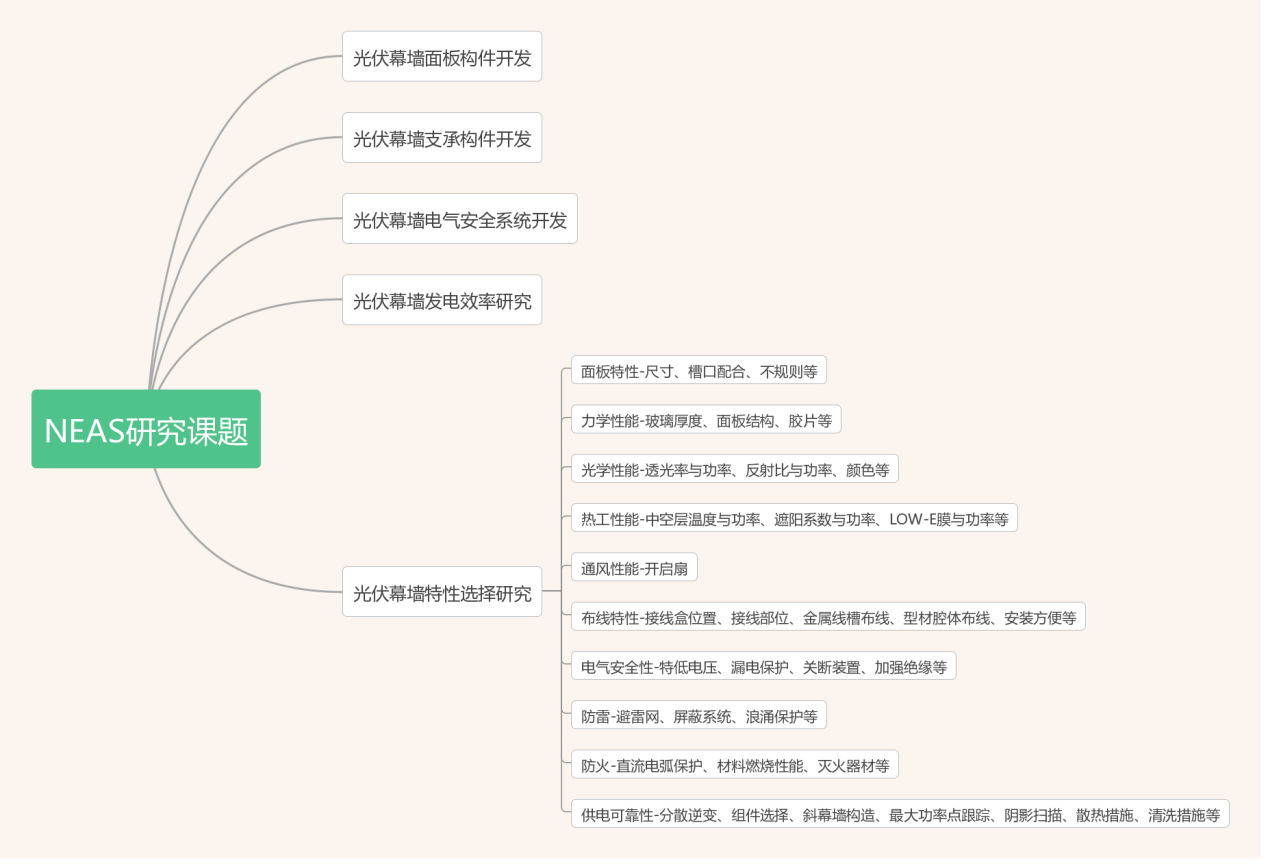 光伏幕墙面板构件开发
光伏幕墙支承构件开发
光伏幕墙电气安全系统开发
光伏幕墙发电效率研究
NEAS研究课题
光伏幕墙特性选择研究
面板特性-尺寸、槽口配合、不规则等
力学性能-玻璃厚度、面板结构、胶片等
光学性能-透光率与功率、反射比与功率、颜色等
热工性能-中空层温度与功率、遮阳系数与功率、LOW-E膜与功率等
通风性能-开启扇
布线特性-接线盒位置、接线部位、金属线槽布线、型材腔体布线、安装方便等
电气安全性-特低电压、漏电保护、关断装置、加强绝缘等
防雷-避雷网、屏蔽系统、浪涌保护等
防火-直流电弧保护、材料燃烧性能、灭火器材等
供电可靠性-分散逆变、组件选择、斜幕墙构造、最大功率点跟踪、阴影扫描、散热措施、清洗措施等